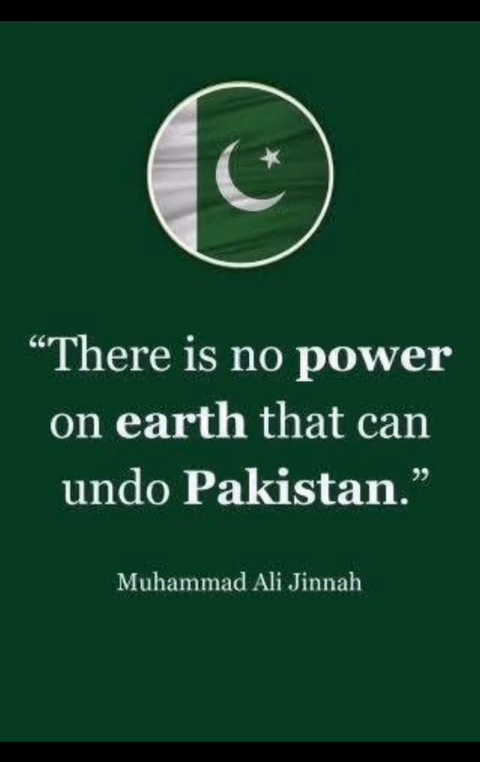 “There is no power
on earth that can
undo Pakistan.”
Muhammad Ali Jinnah